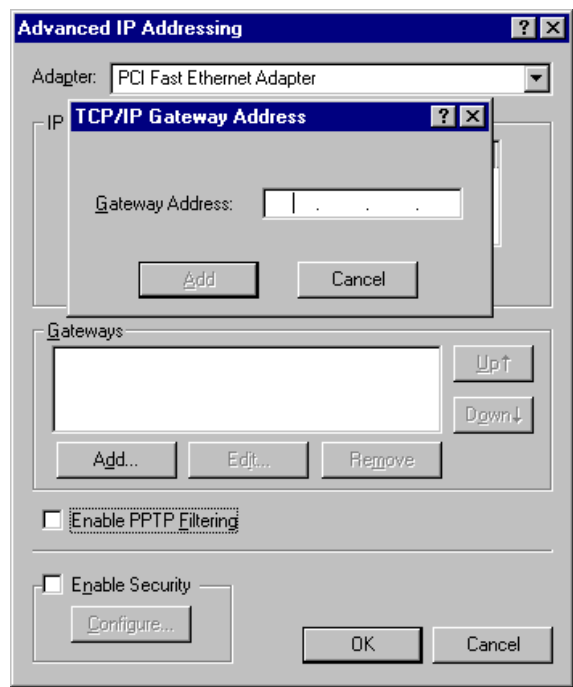 Advanced IP Addressing
Adapter: PCI Fast Ethernet Adapter
IP
TCP/IP Gateway Address
Gateway Address: . . .
Add Cancel
Gateways
Up↑
Down↓
Add... Edit... Remove
Enable PPTP Filtering
Enable Security
Configure...
OK Cancel